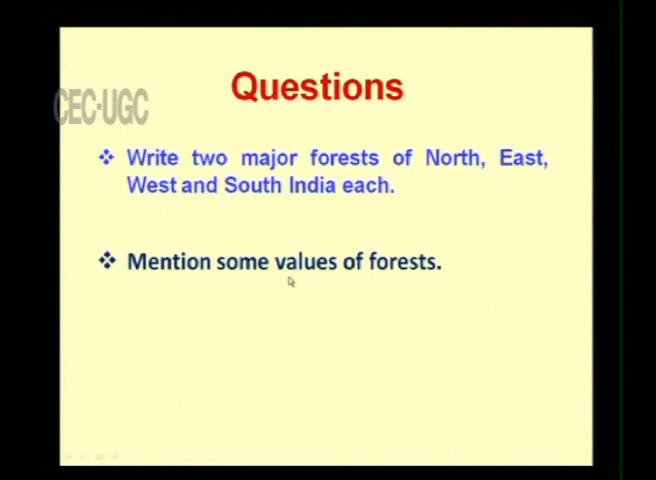 Questions
CEC-UGC
❖ Write two major forests of North, East,
West and South India each.
❖ Mention some values of forests.